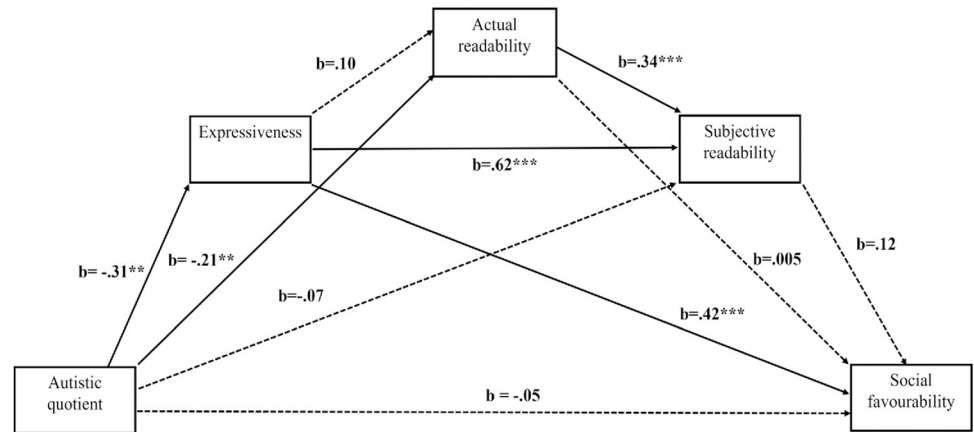 Actual
readability
b=.10
b=.34***
Expressiveness
Subjective
readability
b=.62***
b= -.31**
b= -.21**
b=-.07
b=.005
b=.12
b=.42***
Autistic
quotient
b = -.05
Social
favourability